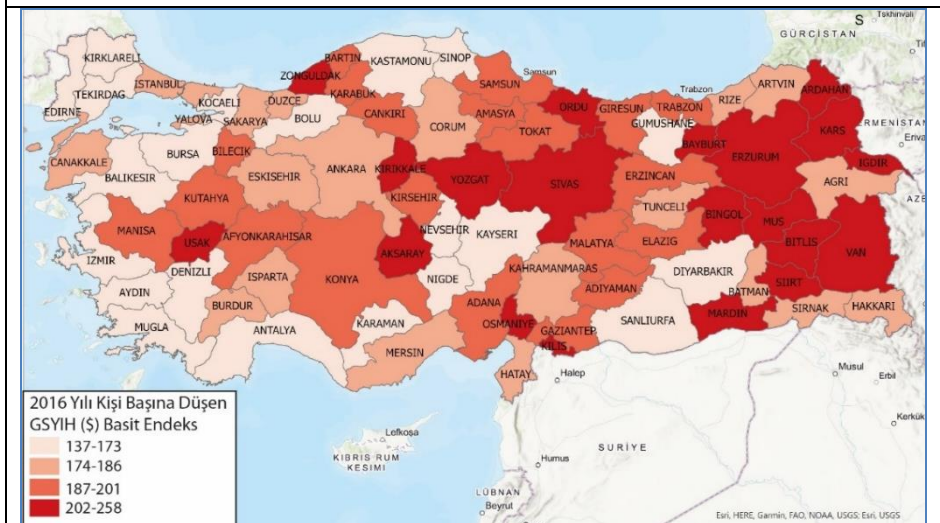 S
Tskhinvali
GÜRCİSTAN
KIRKLARELI
TEKIRDAG
EDIRNE
ISTANBUL
KOCAELI
YALOVA
SAKARYA
DUZCE
BOLU
ZONGULDAK
BARTIN
KARABUK
KASTAMONU
SINOP
CANKIRI
CORUM
SAMSUN
Samsun
AMASYA
TOKAT
ORDU
GIRESUN
TRABZON
Trabzon
GUMUSHANE
RIZE
ARTVIN
ARDAHAN
KARS
ERMENİSTAN
Eriva
BAYBURT
ERZURUM
IGDIR
AGRI
AZE
CANAKKALE
BALIKESIR
BURSA
BILECIK
ESKISEHIR
ANKARA
KIRIKKALE
KIRSEHIR
YOZGAT
SIVAS
ERZINCAN
TUNCELI
BINGOL
MUS
BITLIS
VAN
KUTAHYA
MANISA
USAK
AFYONKARAHISAR
AKSARAY
NEVSEHIR
KAYSERI
MALATYA
ELAZIG
DIYARBAKIR
BATMAN
SIIRT
IZMIR
AYDIN
DENIZLI
ISPARTA
BURDUR
KONYA
NIGDE
KAHRAMANMARAS
ADIYAMAN
MARDIN
SIRNAK
HAKKARI
MUGLA
ANTALYA
KARAMAN
MERSIN
ADANA
OSMANIYE
GAZIANTEP
KILIS
SANLIURFA
HATAY
Halep
Musul
Erbil
Kerkük
2016 Yılı Kişi Başına Düşen
GSYIH ($) Basit Endeks
137-173
174-186
187-201
202-258
Lefkoşa
KIBRIS RUM
KESIMI
SURİYE
Humus
LÜBNAN
Beyrut
Esri, HERE, Garmin, FAO, NOAA, USGS; Esri, USGS